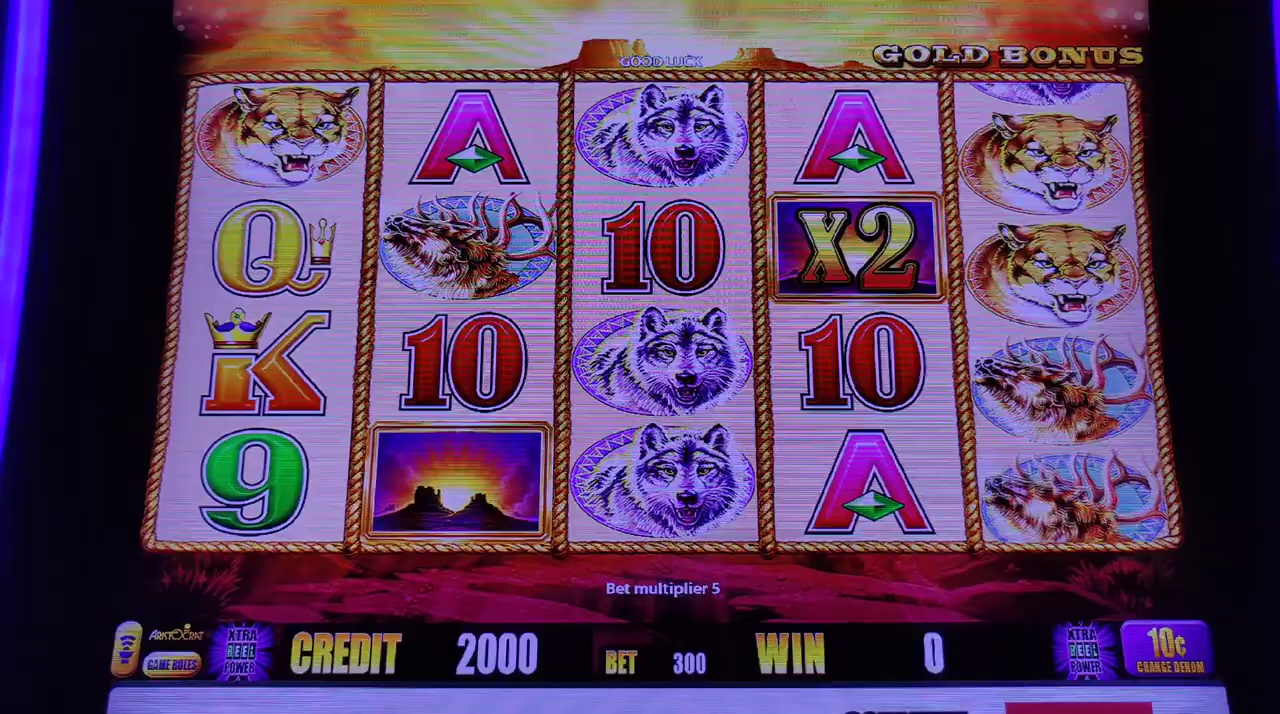 GOOD LUCK
GOLD BONUS
A A
Q 10 X2
K 10 10
9 A
Bet multiplier 5
ARISTOCRAT
GAME RULES
XTRA
REEL
POWER
CREDIT 2000 BET 300 WIN 0
XTRA
REEL
POWER
10¢
CHANGE DENOM